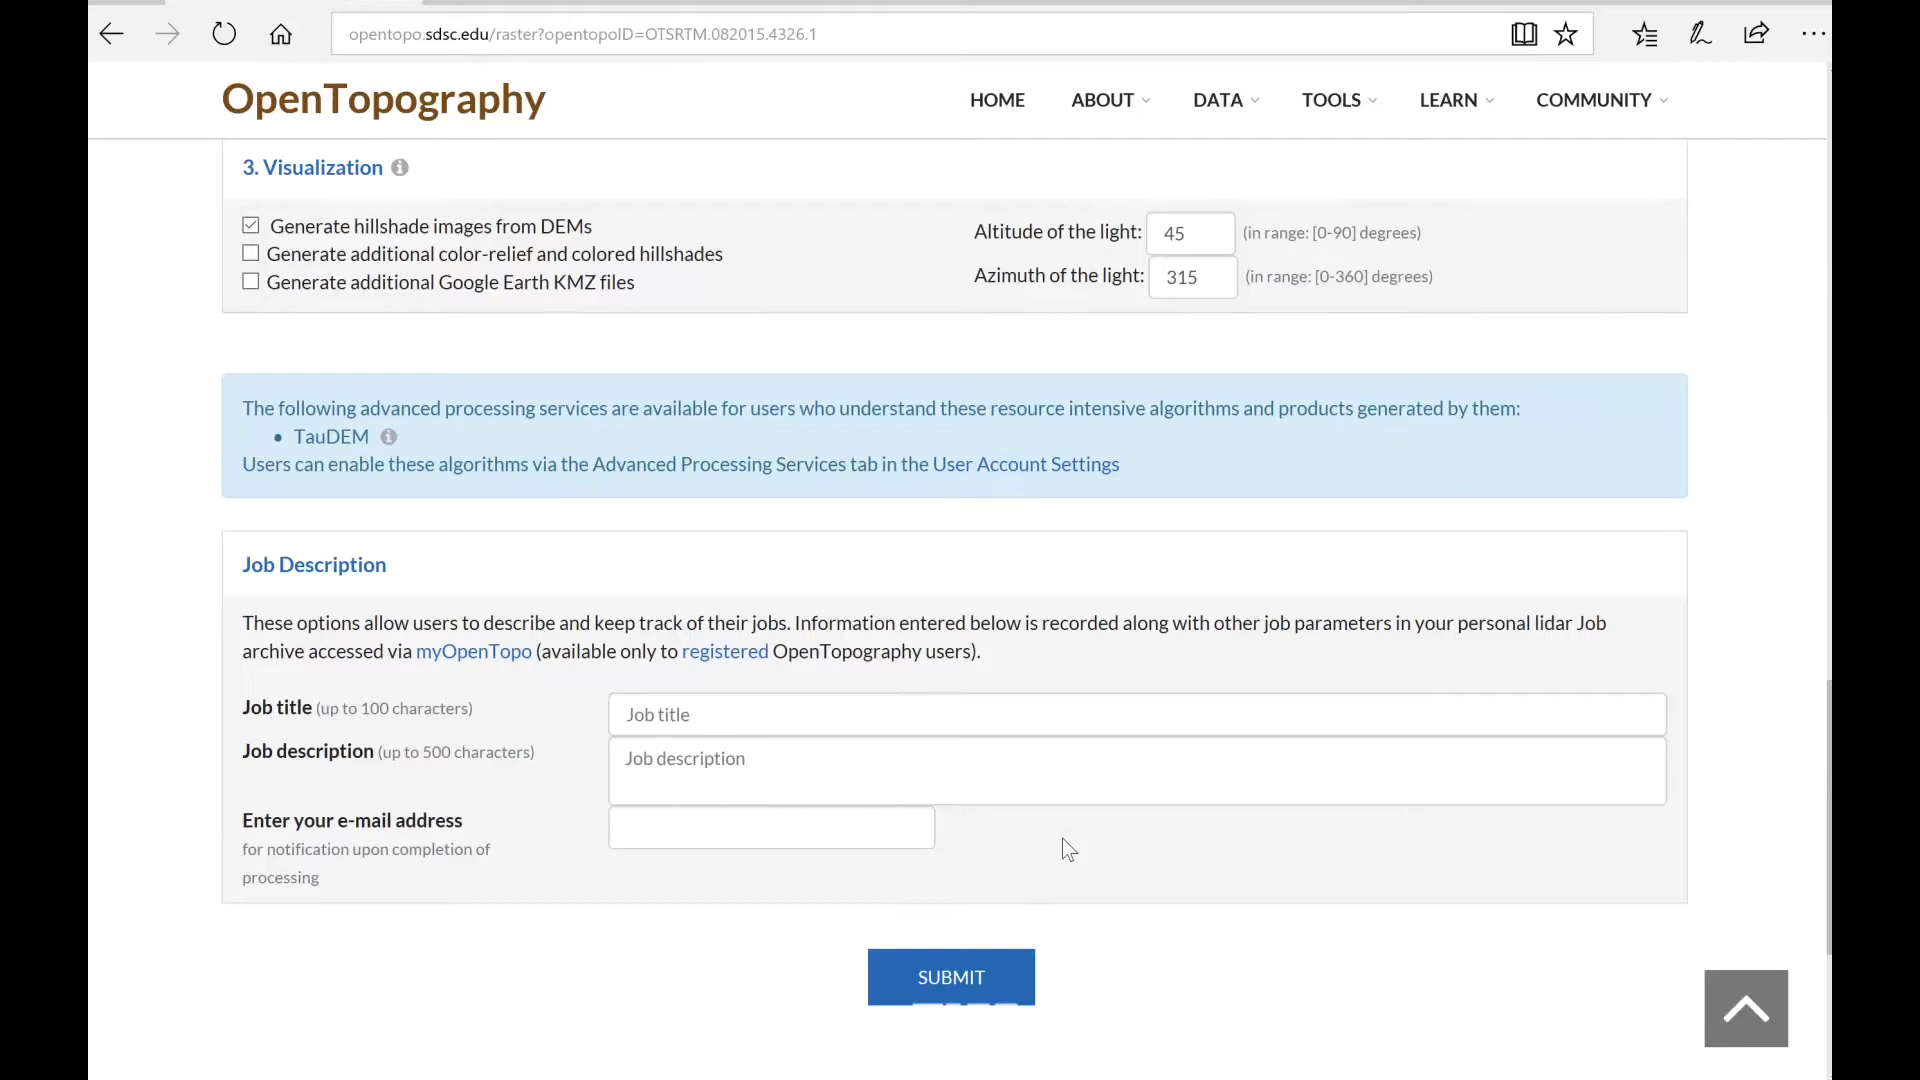 opentopo.sdsc.edu/raster?opentopoID=OTSRTM.082015.4326.1
OpenTopography
HOME ABOUT DATA TOOLS LEARN COMMUNITY
3. Visualization
Generate hillshade images from DEMs
Generate additional color-relief and colored hillshades
Generate additional Google Earth KMZ files
Altitude of the light: 45 (in range: [0-90] degrees)
Azimuth of the light: 315 (in range: [0-360] degrees)
The following advanced processing services are available for users who understand these resource intensive algorithms and products generated by them:
• TauDEM
Users can enable these algorithms via the Advanced Processing Services tab in the User Account Settings
Job Description
These options allow users to describe and keep track of their jobs. Information entered below is recorded along with other job parameters in your personal lidar Job
archive accessed via myOpenTopo (available only to registered OpenTopography users).
Job title (up to 100 characters) Job title
Job description (up to 500 characters) Job description
Enter your e-mail address
for notification upon completion of
processing
SUBMIT